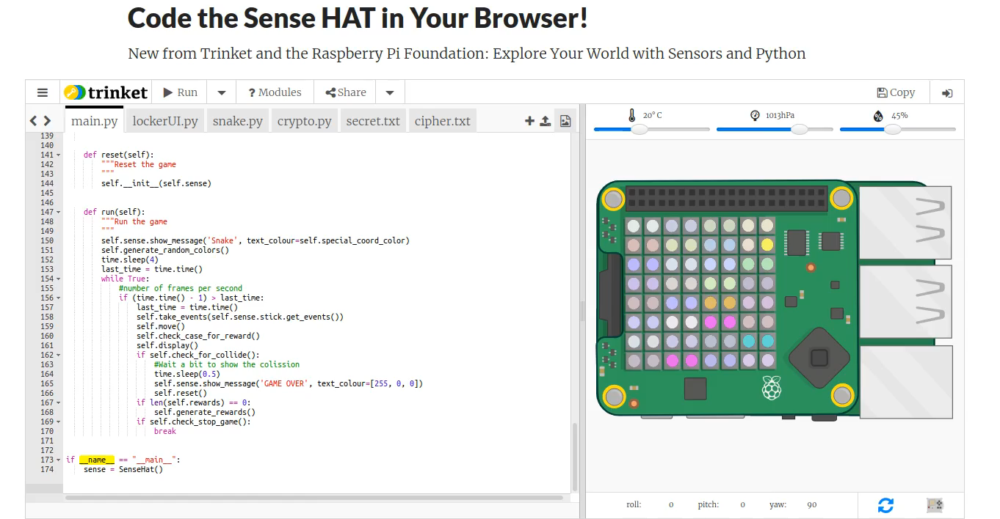 Code the Sense HAT in Your Browser!
New from Trinket and the Raspberry Pi Foundation: Explore Your World with Sensors and Python
trinket Run ? Modules Share Copy
main.py lockerUI.py snake.py crypto.py secret.txt cipher.txt
20°C 1013hPa 45%
139
140
141 def reset(self):
142 """Reset the game
143 """
144 self.__init__(self.sense)
145
146
147 def run(self):
148 """Run the game
149 """
150 self.sense.show_message('Snake', text_colour=self.special_coord_color)
151 self.generate_random_colors()
152 time.sleep(4)
153 last_time = time.time()
154 while True:
155 #number of frames per second
156 if (time.time() - 1) > last_time:
157 last_time = time.time()
158 self.take_events(self.sense.stick.get_events())
159 self.move()
160 self.check_case_for_reward()
161 self.display()
162 if self.check_for_collide():
163 #Wait a bit to show the colission
164 time.sleep(0.5)
165 self.sense.show_message('GAME OVER', text_colour=[255, 0, 0])
166 self.reset()
167 if len(self.rewards) == 0:
168 self.generate_rewards()
169 if self.check_stop_game():
170 break
171
172
173 if __name__ == "__main__":
174 sense = SenseHat()
roll: 0 pitch: 0 yaw: 90